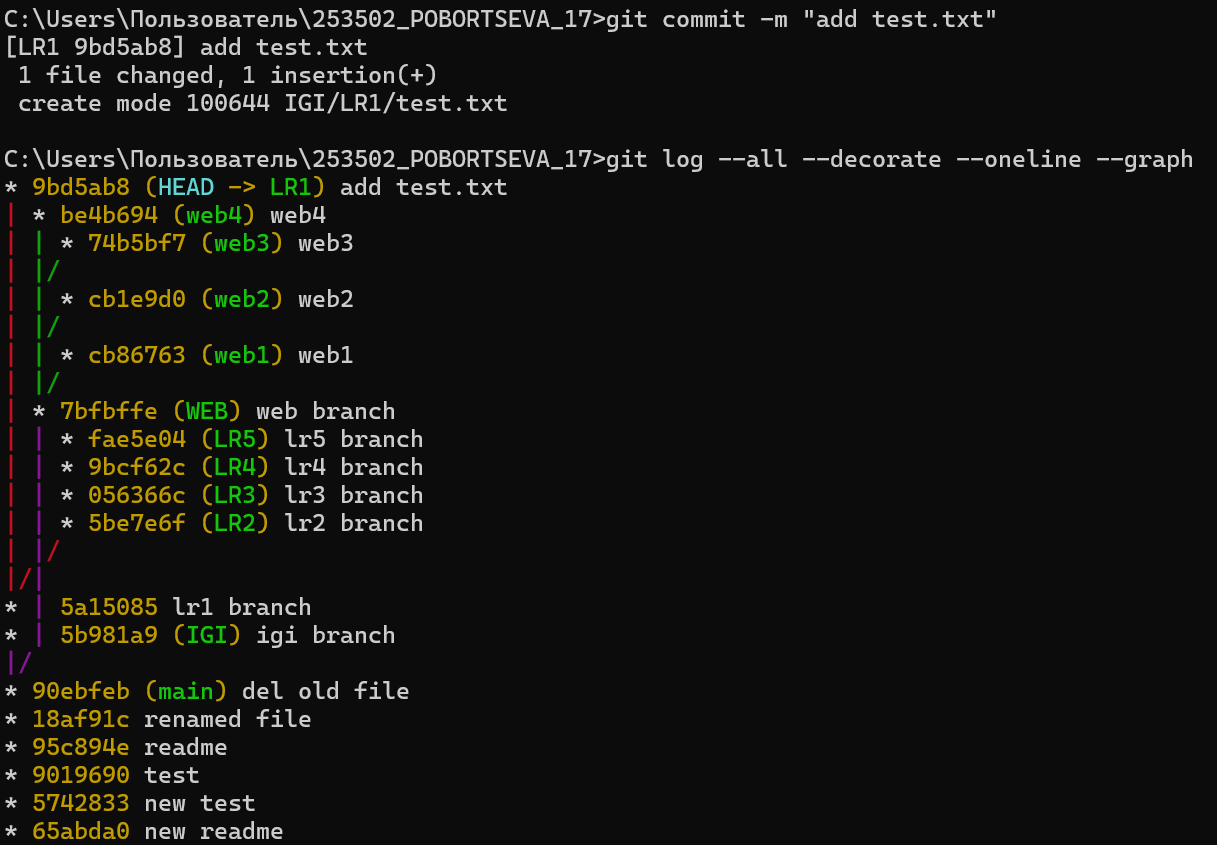 C:\Users\Пользователь\253502_POBORTSEVA_17>git commit -m "add test.txt"
[LR1 9bd5ab8] add test.txt
 1 file changed, 1 insertion(+)
 create mode 100644 IGI/LR1/test.txt

C:\Users\Пользователь\253502_POBORTSEVA_17>git log --all --decorate --oneline --graph
* 9bd5ab8 (HEAD -> LR1) add test.txt
| * be4b694 (web4) web4
| | * 74b5bf7 (web3) web3
| |/
| | * cb1e9d0 (web2) web2
| |/
| | * cb86763 (web1) web1
| |/
| * 7bfbffe (WEB) web branch
| | * fae5e04 (LR5) lr5 branch
| | * 9bcf62c (LR4) lr4 branch
| | * 056366c (LR3) lr3 branch
| | * 5be7e6f (LR2) lr2 branch
| |/
|/|
* | 5a15085 lr1 branch
* | 5b981a9 (IGI) igi branch
|/
* 90ebfeb (main) del old file
* 18af91c renamed file
* 95c894e readme
* 9019690 test
* 5742833 new test
* 65abda0 new readme